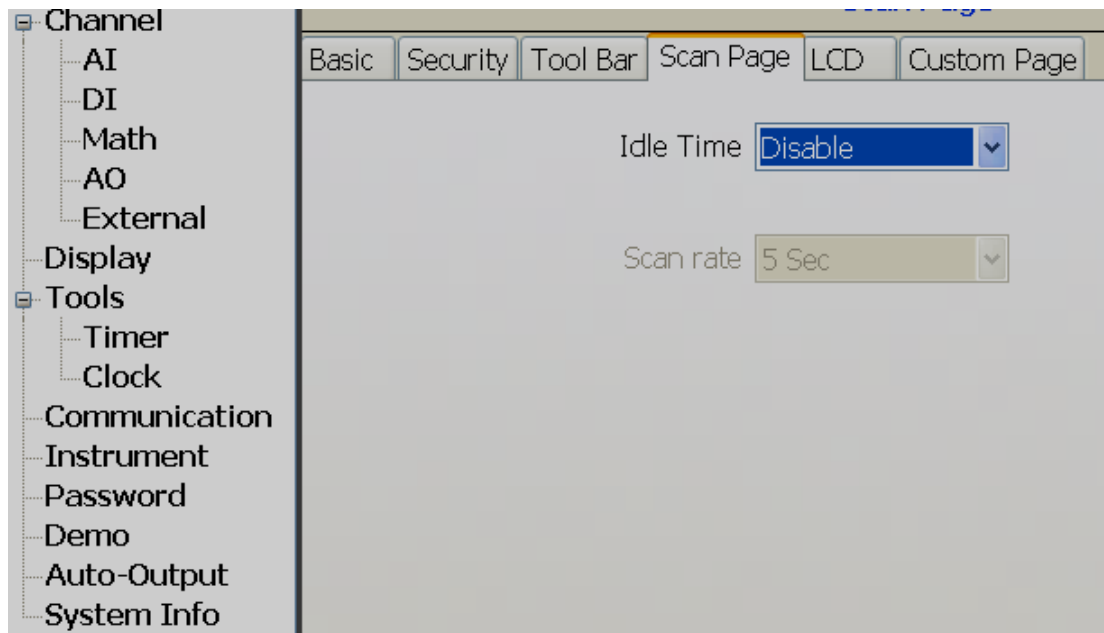 Channel
AI
DI
Math
AO
External
Display
Tools
Timer
Clock
Communication
Instrument
Password
Demo
Auto-Output
System Info
Basic Security Tool Bar Scan Page LCD Custom Page
Idle Time Disable
Scan rate 5 Sec